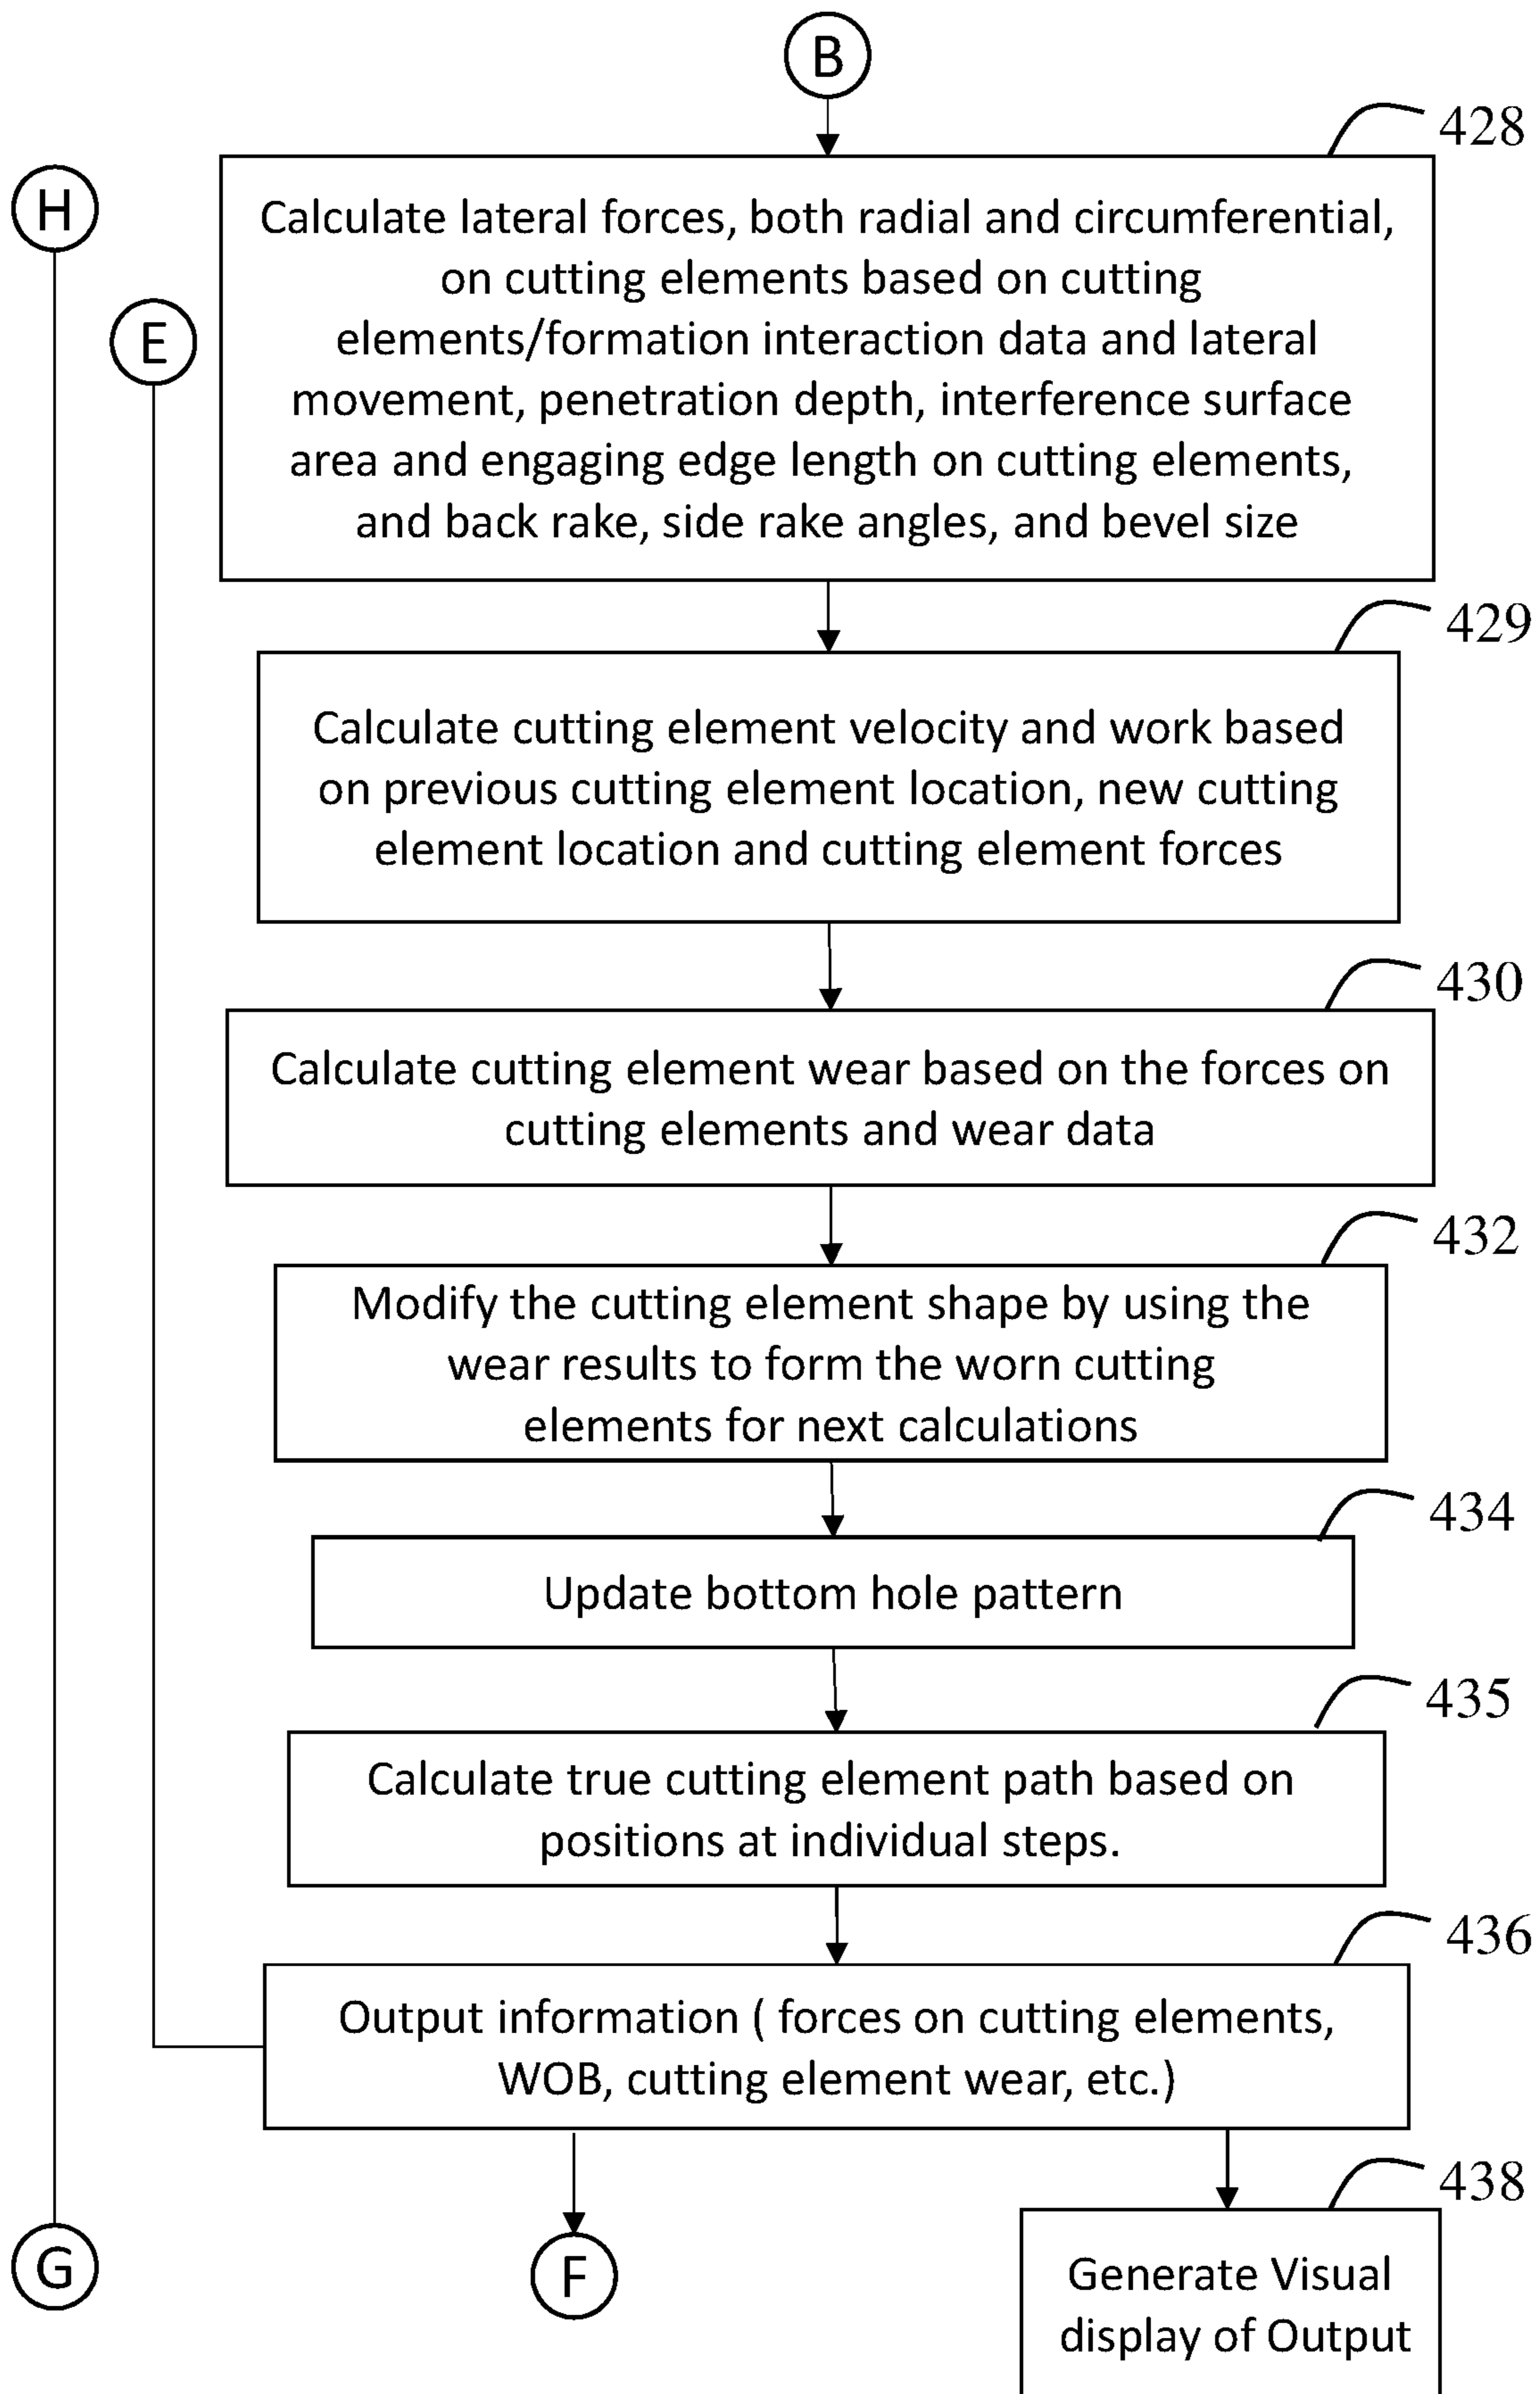 B
428
H
Calculate lateral forces, both radial and circumferential,
on cutting elements based on cutting
elements/formation interaction data and lateral
movement, penetration depth, interference surface
area and engaging edge length on cutting elements,
and back rake, side rake angles, and bevel size
E
429
Calculate cutting element velocity and work based
on previous cutting element location, new cutting
element location and cutting element forces
430
Calculate cutting element wear based on the forces on
cutting elements and wear data
432
Modify the cutting element shape by using the
wear results to form the worn cutting
elements for next calculations
434
Update bottom hole pattern
435
Calculate true cutting element path based on
positions at individual steps.
436
Output information ( forces on cutting elements,
WOB, cutting element wear, etc.)
438
G
F
Generate Visual
display of Output